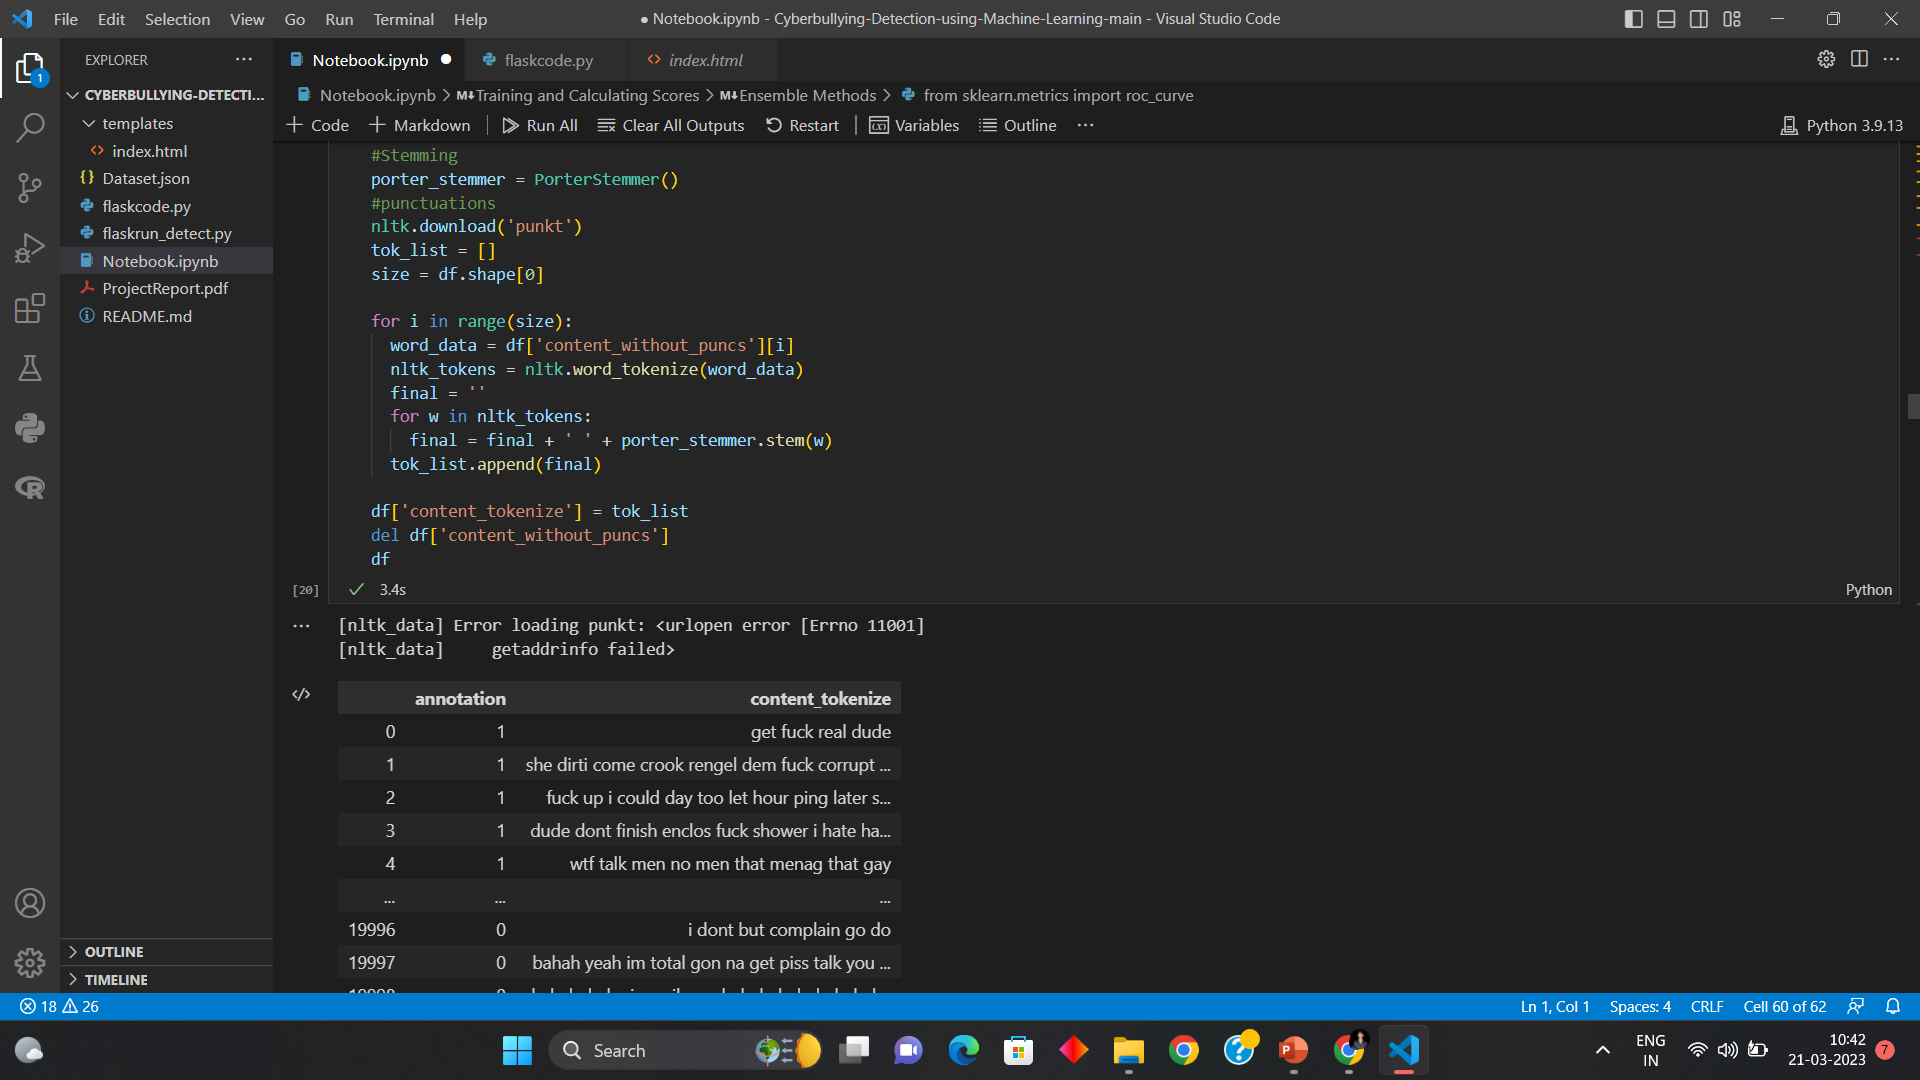 File Edit Selection View Go Run Terminal Help
● Notebook.ipynb - Cyberbullying-Detection-using-Machine-Learning-main - Visual Studio Code
EXPLORER
Notebook.ipynb
flaskcode.py
index.html
1
CYBERBULLYING-DETECTI...
templates
index.html
Dataset.json
flaskcode.py
flaskrun_detect.py
Notebook.ipynb
ProjectReport.pdf
README.md
Notebook.ipynb > M↓Training and Calculating Scores > M↓Ensemble Methods > from sklearn.metrics import roc_curve
+ Code + Markdown | Run All Clear All Outputs Restart | Variables Outline ...
Python 3.9.13
#Stemming
porter_stemmer = PorterStemmer()
#punctuations
nltk.download('punkt')
tok_list = []
size = df.shape[0]
for i in range(size):
word_data = df['content_without_puncs'][i]
nltk_tokens = nltk.word_tokenize(word_data)
final = ''
for w in nltk_tokens:
final = final + ' ' + porter_stemmer.stem(w)
tok_list.append(final)
df['content_tokenize'] = tok_list
del df['content_without_puncs']
df
[20] ✓ 3.4s
Python
[nltk_data] Error loading punkt: <urlopen error [Errno 11001]
[nltk_data] getaddrinfo failed>
annotation content_tokenize
0 1 get fuck real dude
1 1 she dirti come crook rengel dem fuck corrupt ...
2 1 fuck up i could day too let hour ping later s...
3 1 dude dont finish enclos fuck shower i hate ha...
4 1 wtf talk men no men that menag that gay
... ... ...
19996 0 i dont but complain go do
19997 0 bahah yeah im total gon na get piss talk you ...
OUTLINE
TIMELINE
18 26
Ln 1, Col 1 Spaces: 4 CRLF Cell 60 of 62
Search
ENG
IN
10:42
21-03-2023
7